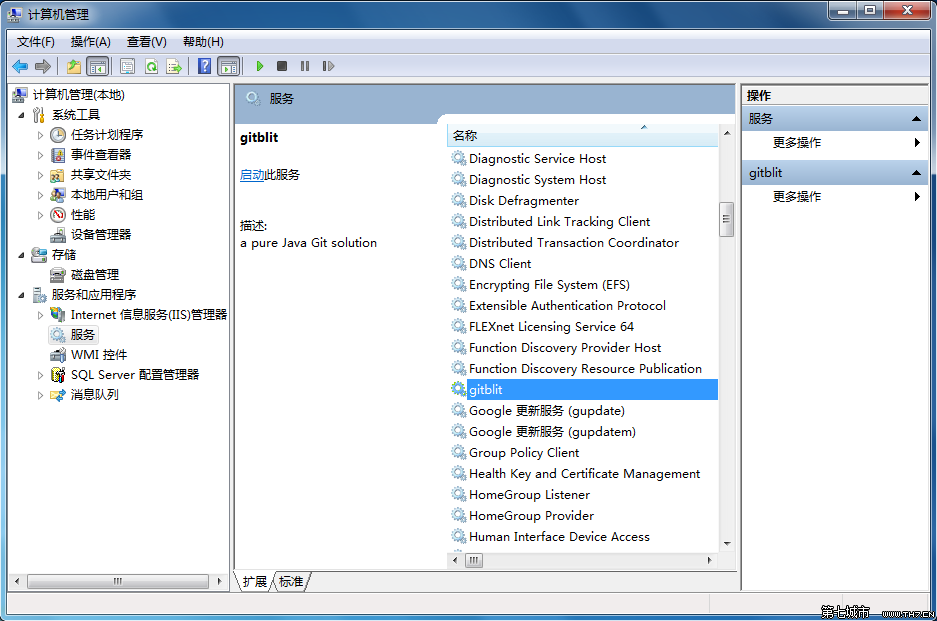 计算机管理
文件(F) 操作(A) 查看(V) 帮助(H)
计算机管理(本地)
系统工具
任务计划程序
事件查看器
共享文件夹
本地用户和组
性能
设备管理器
存储
磁盘管理
服务和应用程序
Internet 信息服务(IIS)管理器
服务
WMI 控件
SQL Server 配置管理器
消息队列
服务
gitblit
启动此服务
描述:
a pure Java Git solution
名称
Diagnostic Service Host
Diagnostic System Host
Disk Defragmenter
Distributed Link Tracking Client
Distributed Transaction Coordinator
DNS Client
Encrypting File System (EFS)
Extensible Authentication Protocol
FLEXnet Licensing Service 64
Function Discovery Provider Host
Function Discovery Resource Publication
gitblit
Google 更新服务 (gupdate)
Google 更新服务 (gupdatem)
Group Policy Client
Health Key and Certificate Management
HomeGroup Listener
HomeGroup Provider
Human Interface Device Access
扩展 标准
操作
服务
更多操作
gitblit
更多操作
第七城市 WWW.TH7.CN